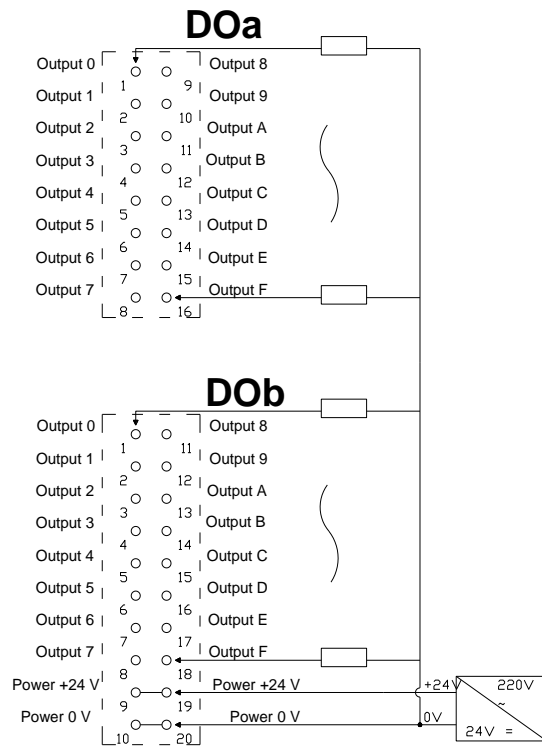 DOa
Output 0 Output 8
1 9
Output 1 Output 9
2 10
Output 2 Output A
3 11
Output 3 Output B
4 12
Output 4 Output C
5 13
Output 5 Output D
6 14
Output 6 Output E
7 15
Output 7 Output F
8 16
DOb
Output 0 Output 8
1 11
Output 1 Output 9
2 12
Output 2 Output A
3 13
Output 3 Output B
4 14
Output 4 Output C
5 15
Output 5 Output D
6 16
Output 6 Output E
7 17
Output 7 Output F
8 18
Power +24 V Power +24 V +24V 220V
9 19 ~
Power 0 V Power 0 V 0V 24V =
10 20